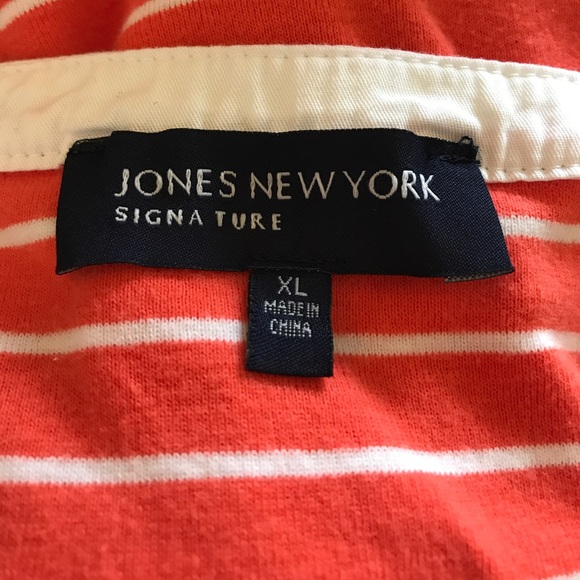 JONES NEW YORK
SIGNATURE
XL
MADE IN
CHINA